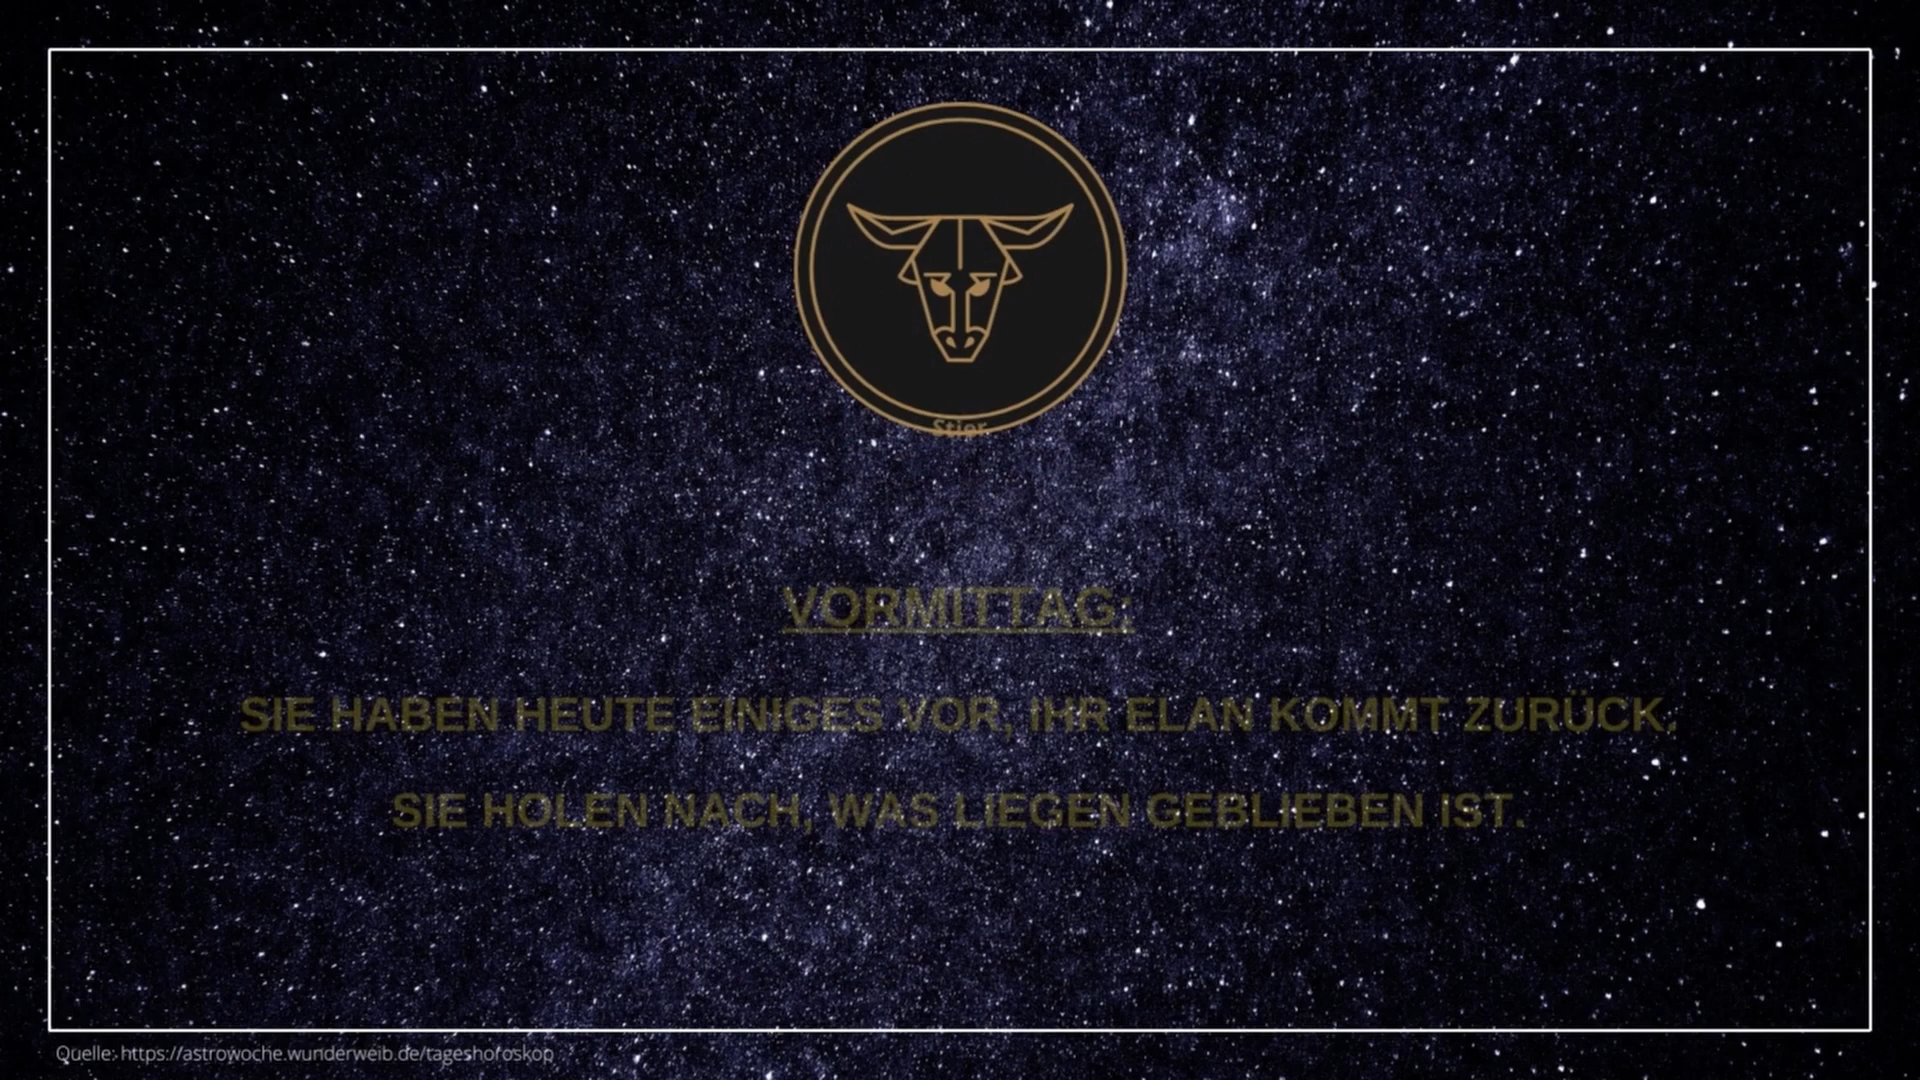 Stier
VORMITTAG:
SIE HABEN HEUTE EINIGES VOR, IHR ELAN KOMMT ZURÜCK.
SIE HOLEN NACH, WAS LIEGEN GEBLIEBEN IST.
Quelle: https://astrowoche.wunderweib.de/tageshoroskop